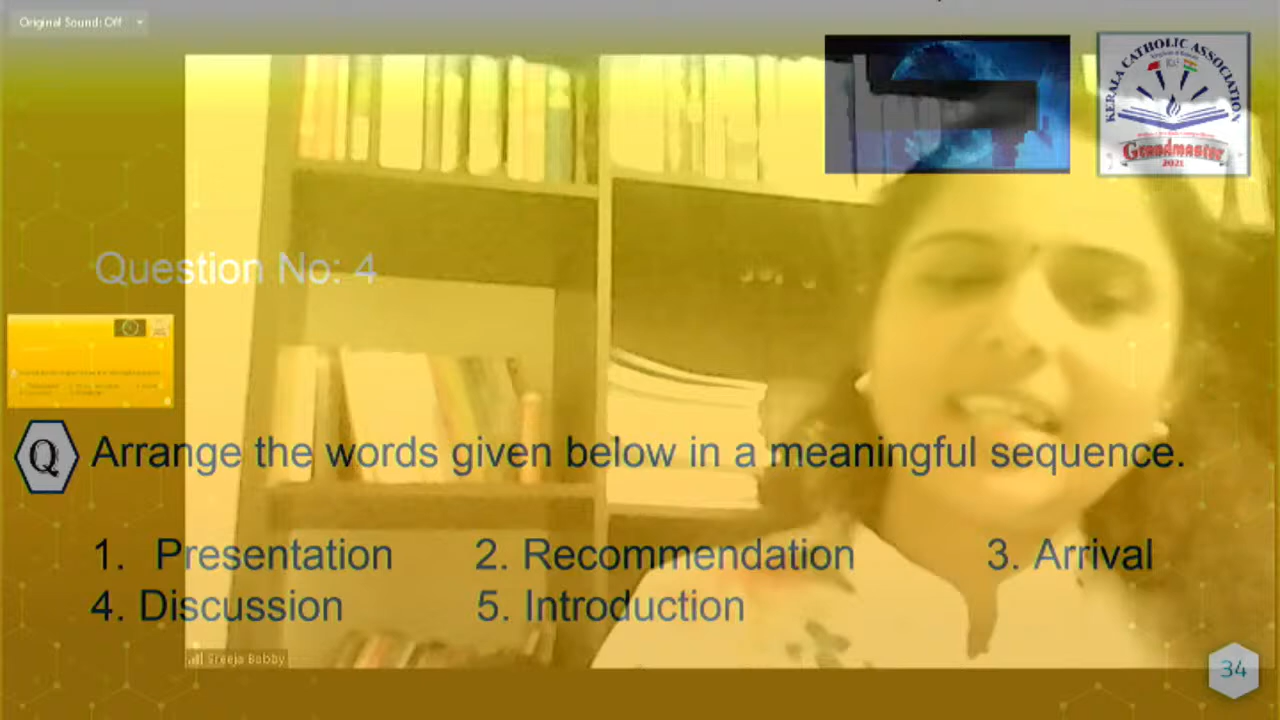 Original Sound: Off
KERALA CATHOLIC ASSOCIATION
Grandmaster
2021
Question No: 4
Q Arrange the words given below in a meaningful sequence.
1. Presentation 2. Recommendation 3. Arrival
4. Discussion 5. Introduction
Sreeja Bobby
34